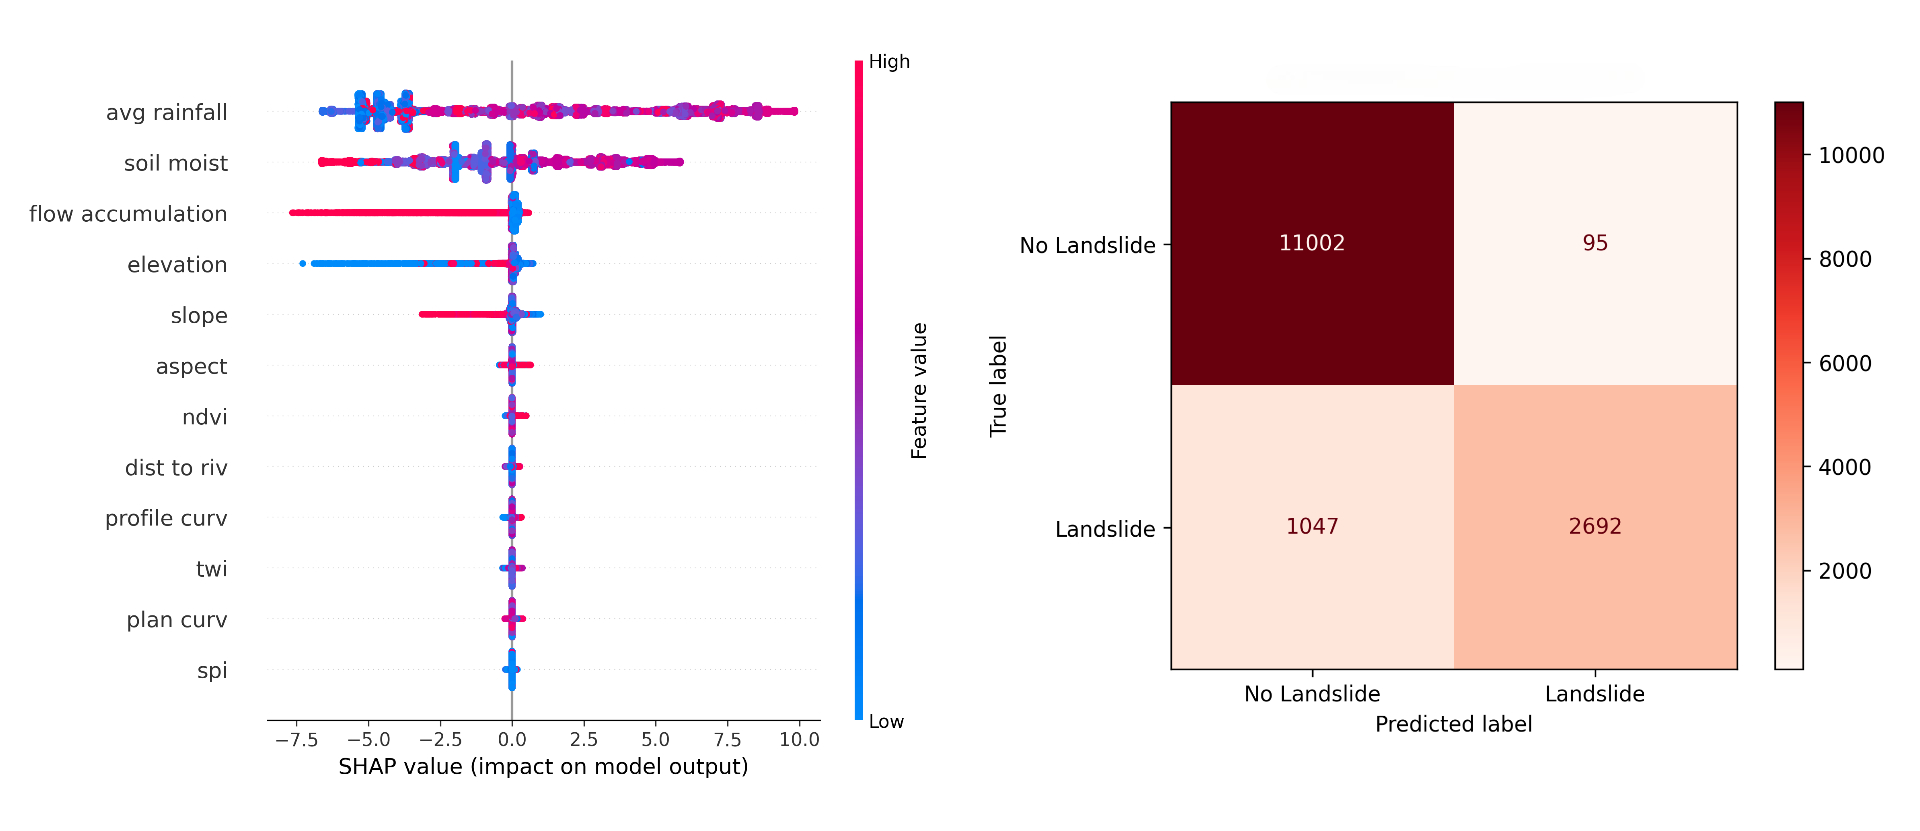 High
avg rainfall
soil moist
flow accumulation
elevation
slope
aspect
ndvi
dist to riv
profile curv
twi
plan curv
spi
Low
Feature value
−7.5 −5.0 −2.5 0.0 2.5 5.0 7.5 10.0
SHAP value (impact on model output)
True label
No Landslide
Landslide
11002 95
1047 2692
No Landslide Landslide
Predicted label
10000
8000
6000
4000
2000